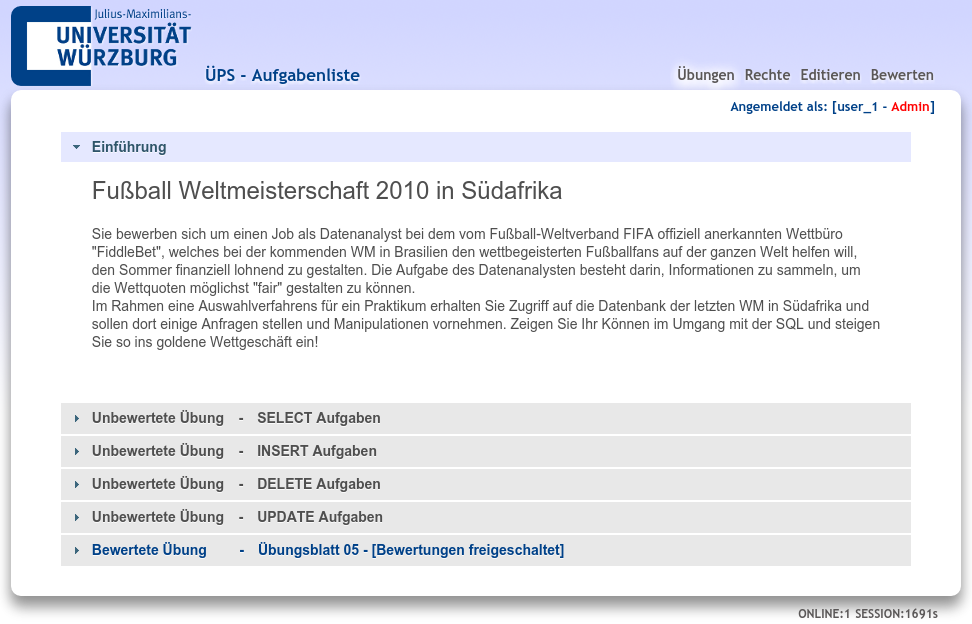 Julius-Maximilians-
UNIVERSITÄT
WÜRZBURG
ÜPS - Aufgabenliste
Übungen Rechte Editieren Bewerten
Angemeldet als: [user_1 - Admin]
Einführung
Fußball Weltmeisterschaft 2010 in Südafrika
Sie bewerben sich um einen Job als Datenanalyst bei dem vom Fußball-Weltverband FIFA offiziell anerkannten Wettbüro
"FiddleBet", welches bei der kommenden WM in Brasilien den wettbegeisterten Fußballfans auf der ganzen Welt helfen will,
den Sommer finanziell lohnend zu gestalten. Die Aufgabe des Datenanalysten besteht darin, Informationen zu sammeln, um
die Wettquoten möglichst "fair" gestalten zu können.
Im Rahmen eine Auswahlverfahrens für ein Praktikum erhalten Sie Zugriff auf die Datenbank der letzten WM in Südafrika und
sollen dort einige Anfragen stellen und Manipulationen vornehmen. Zeigen Sie Ihr Können im Umgang mit der SQL und steigen
Sie so ins goldene Wettgeschäft ein!
Unbewertete Übung - SELECT Aufgaben
Unbewertete Übung - INSERT Aufgaben
Unbewertete Übung - DELETE Aufgaben
Unbewertete Übung - UPDATE Aufgaben
Bewertete Übung - Übungsblatt 05 - [Bewertungen freigeschaltet]
ONLINE:1 SESSION:1691s